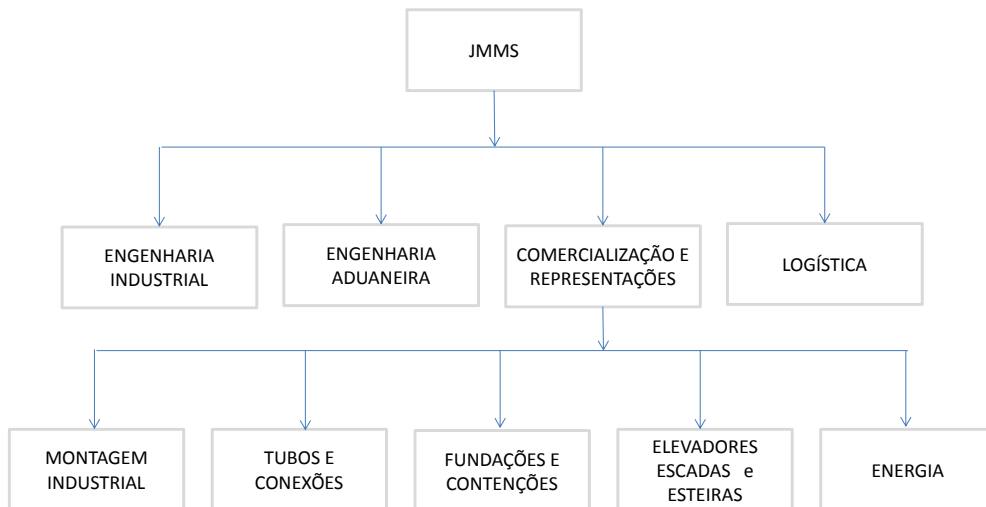 JMMS
ENGENHARIA
INDUSTRIAL
ENGENHARIA
ADUANEIRA
COMERCIALIZAÇÃO E
REPRESENTAÇÕES
LOGÍSTICA
MONTAGEM
INDUSTRIAL
TUBOS E
CONEXÕES
FUNDAÇÕES E
CONTENÇÕES
ELEVADORES
ESCADAS e
ESTEIRAS
ENERGIA